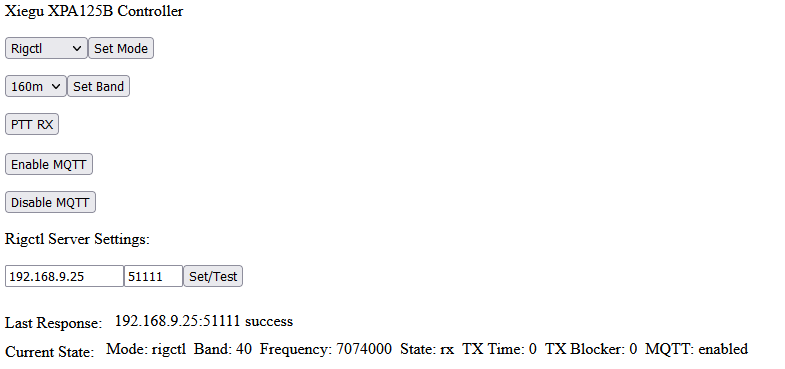 Xiegu XPA125B Controller
Rigctl Set Mode
160m Set Band
PTT RX
Enable MQTT
Disable MQTT
Rigctl Server Settings:
192.168.9.25 51111 Set/Test
Last Response: 192.168.9.25:51111 success
Current State: Mode: rigctl Band: 40 Frequency: 7074000 State: rx TX Time: 0 TX Blocker: 0 MQTT: enabled